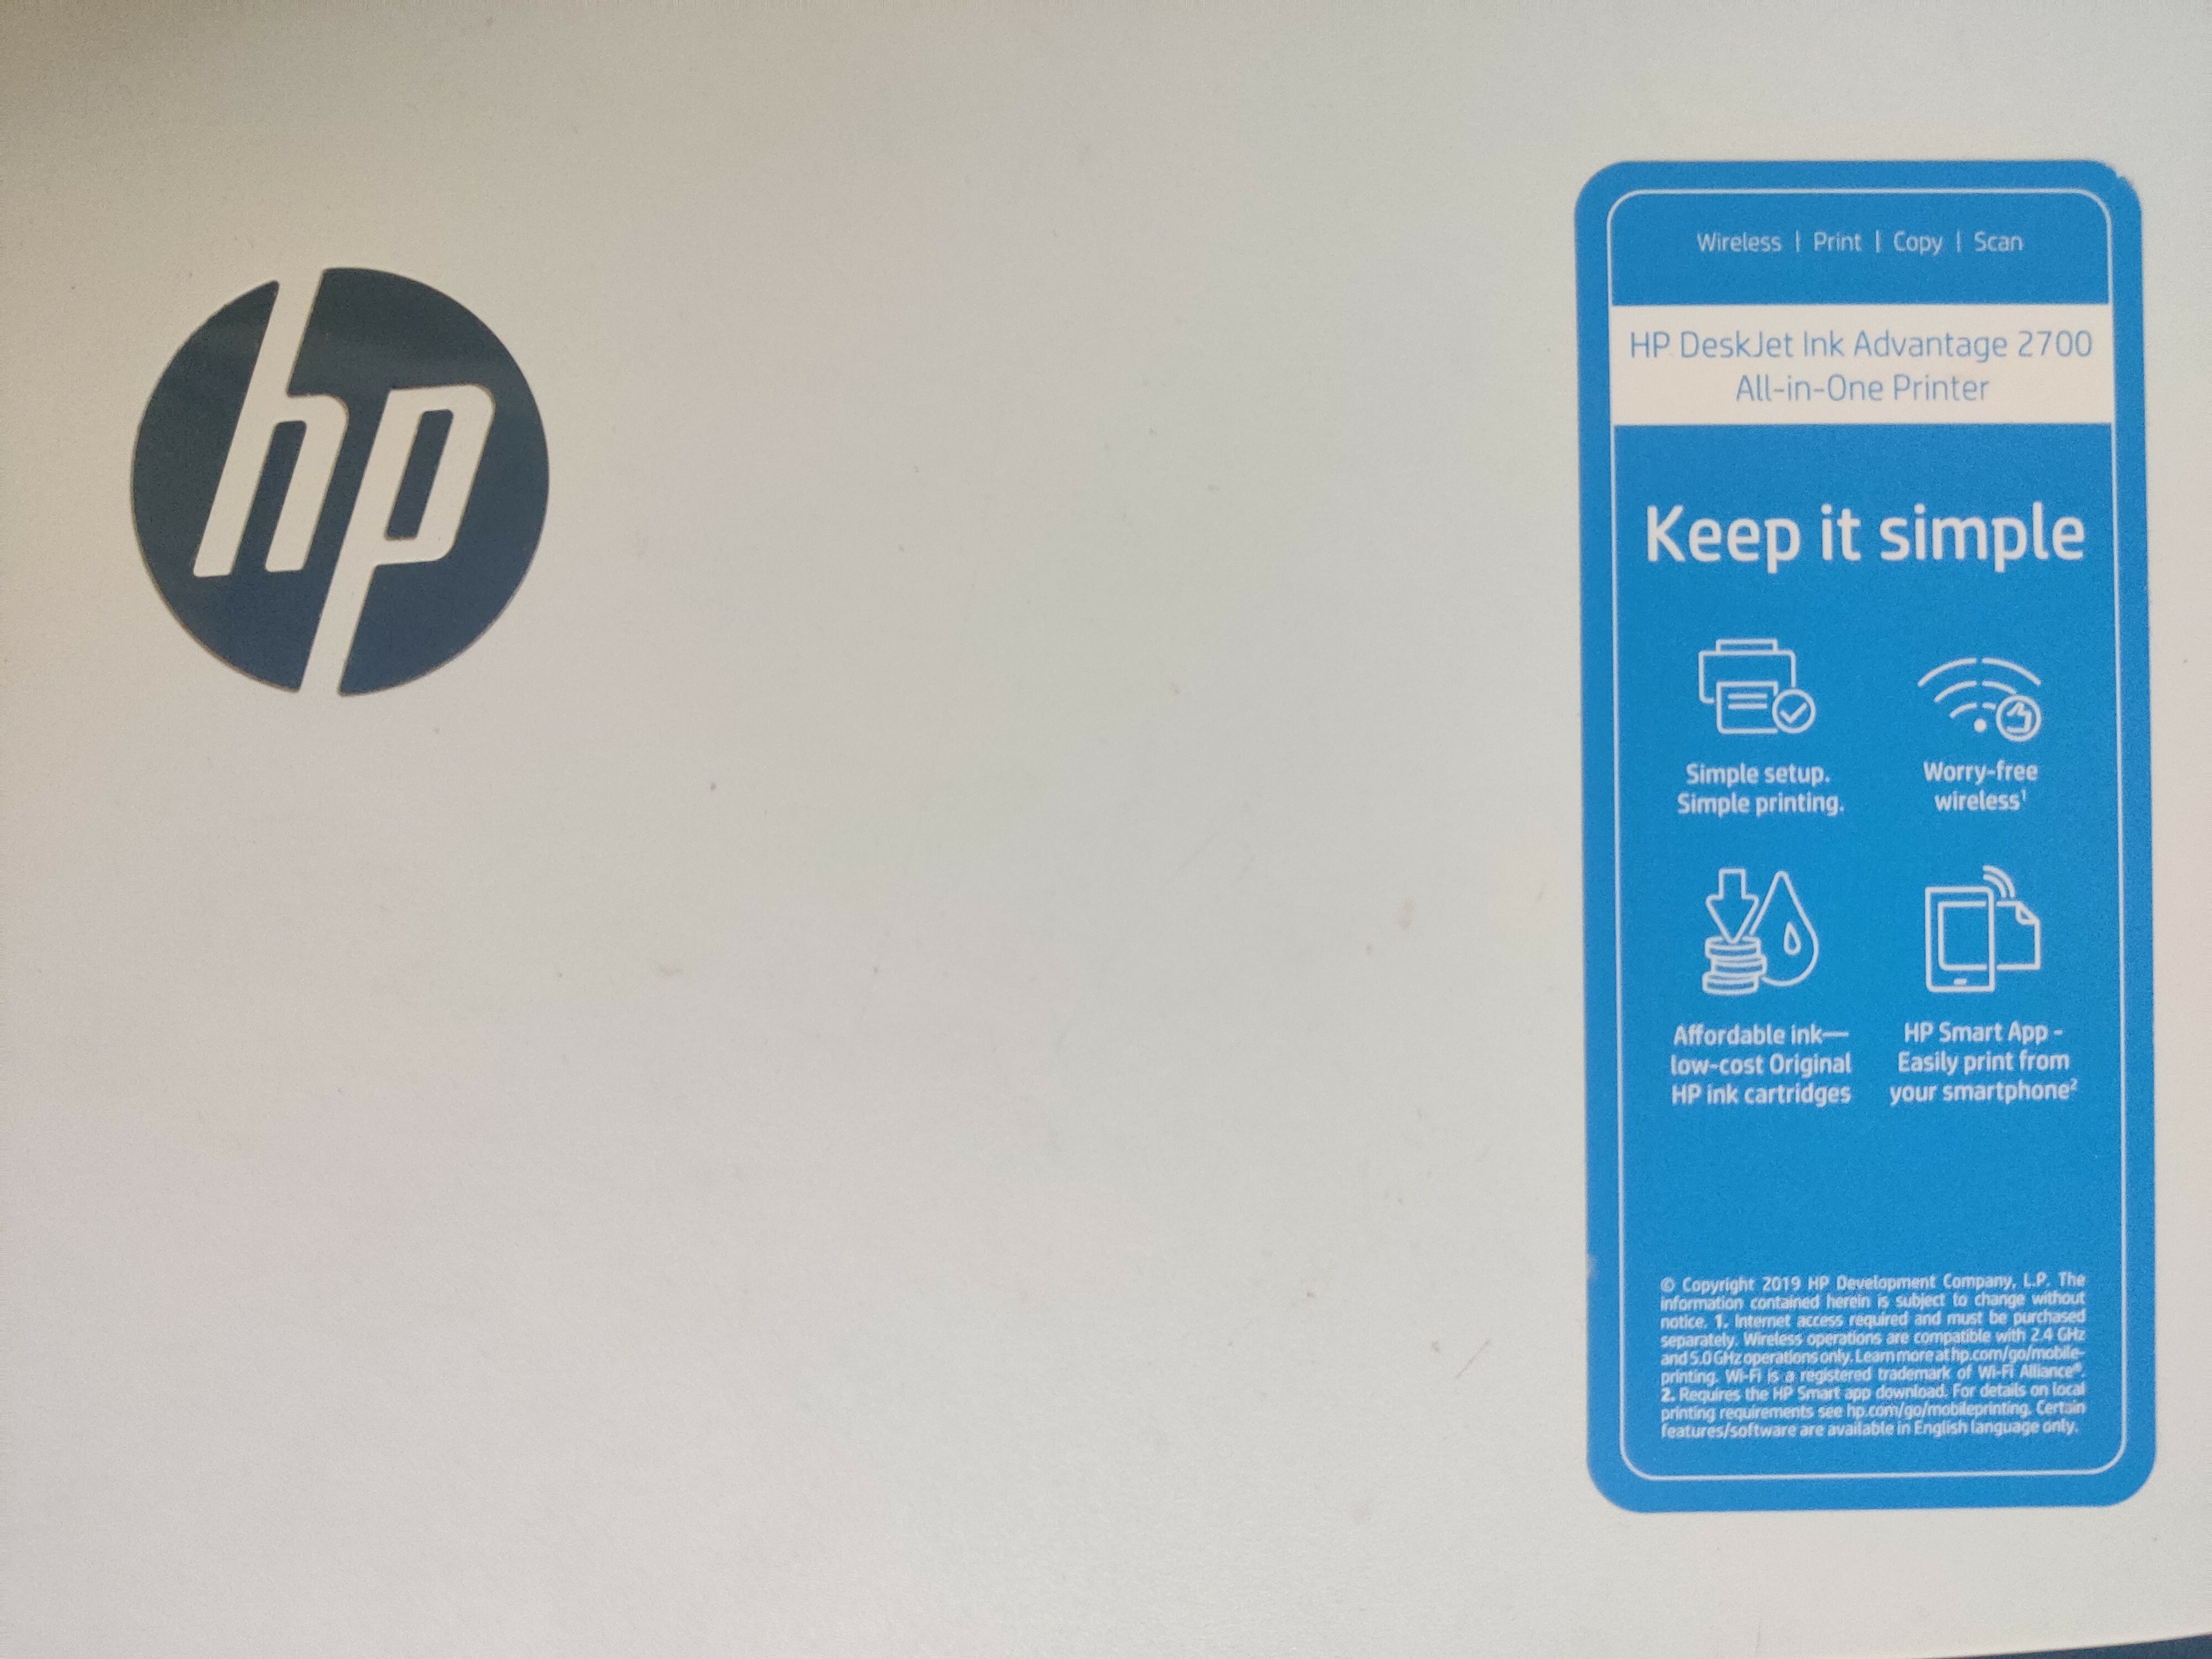 hp
Wireless | Print | Copy | Scan
HP DeskJet Ink Advantage 2700
All-in-One Printer
Keep it simple
Simple setup.
Simple printing.
Worry-free
wireless¹
Affordable ink—
low-cost Original
HP ink cartridges
HP Smart App -
Easily print from
your smartphone²
© Copyright 2019 HP Development Company, L.P. The
information contained herein is subject to change without
notice. 1. Internet access required and must be purchased
separately. Wireless operations are compatible with 2.4 GHz
and 5.0 GHz operations only. Learn more at hp.com/go/mobile-
printing. Wi-Fi is a registered trademark of Wi-Fi Alliance®.
2. Requires the HP Smart app download. For details on local
printing requirements see hp.com/go/mobileprinting. Certain
features/software are available in English language only.